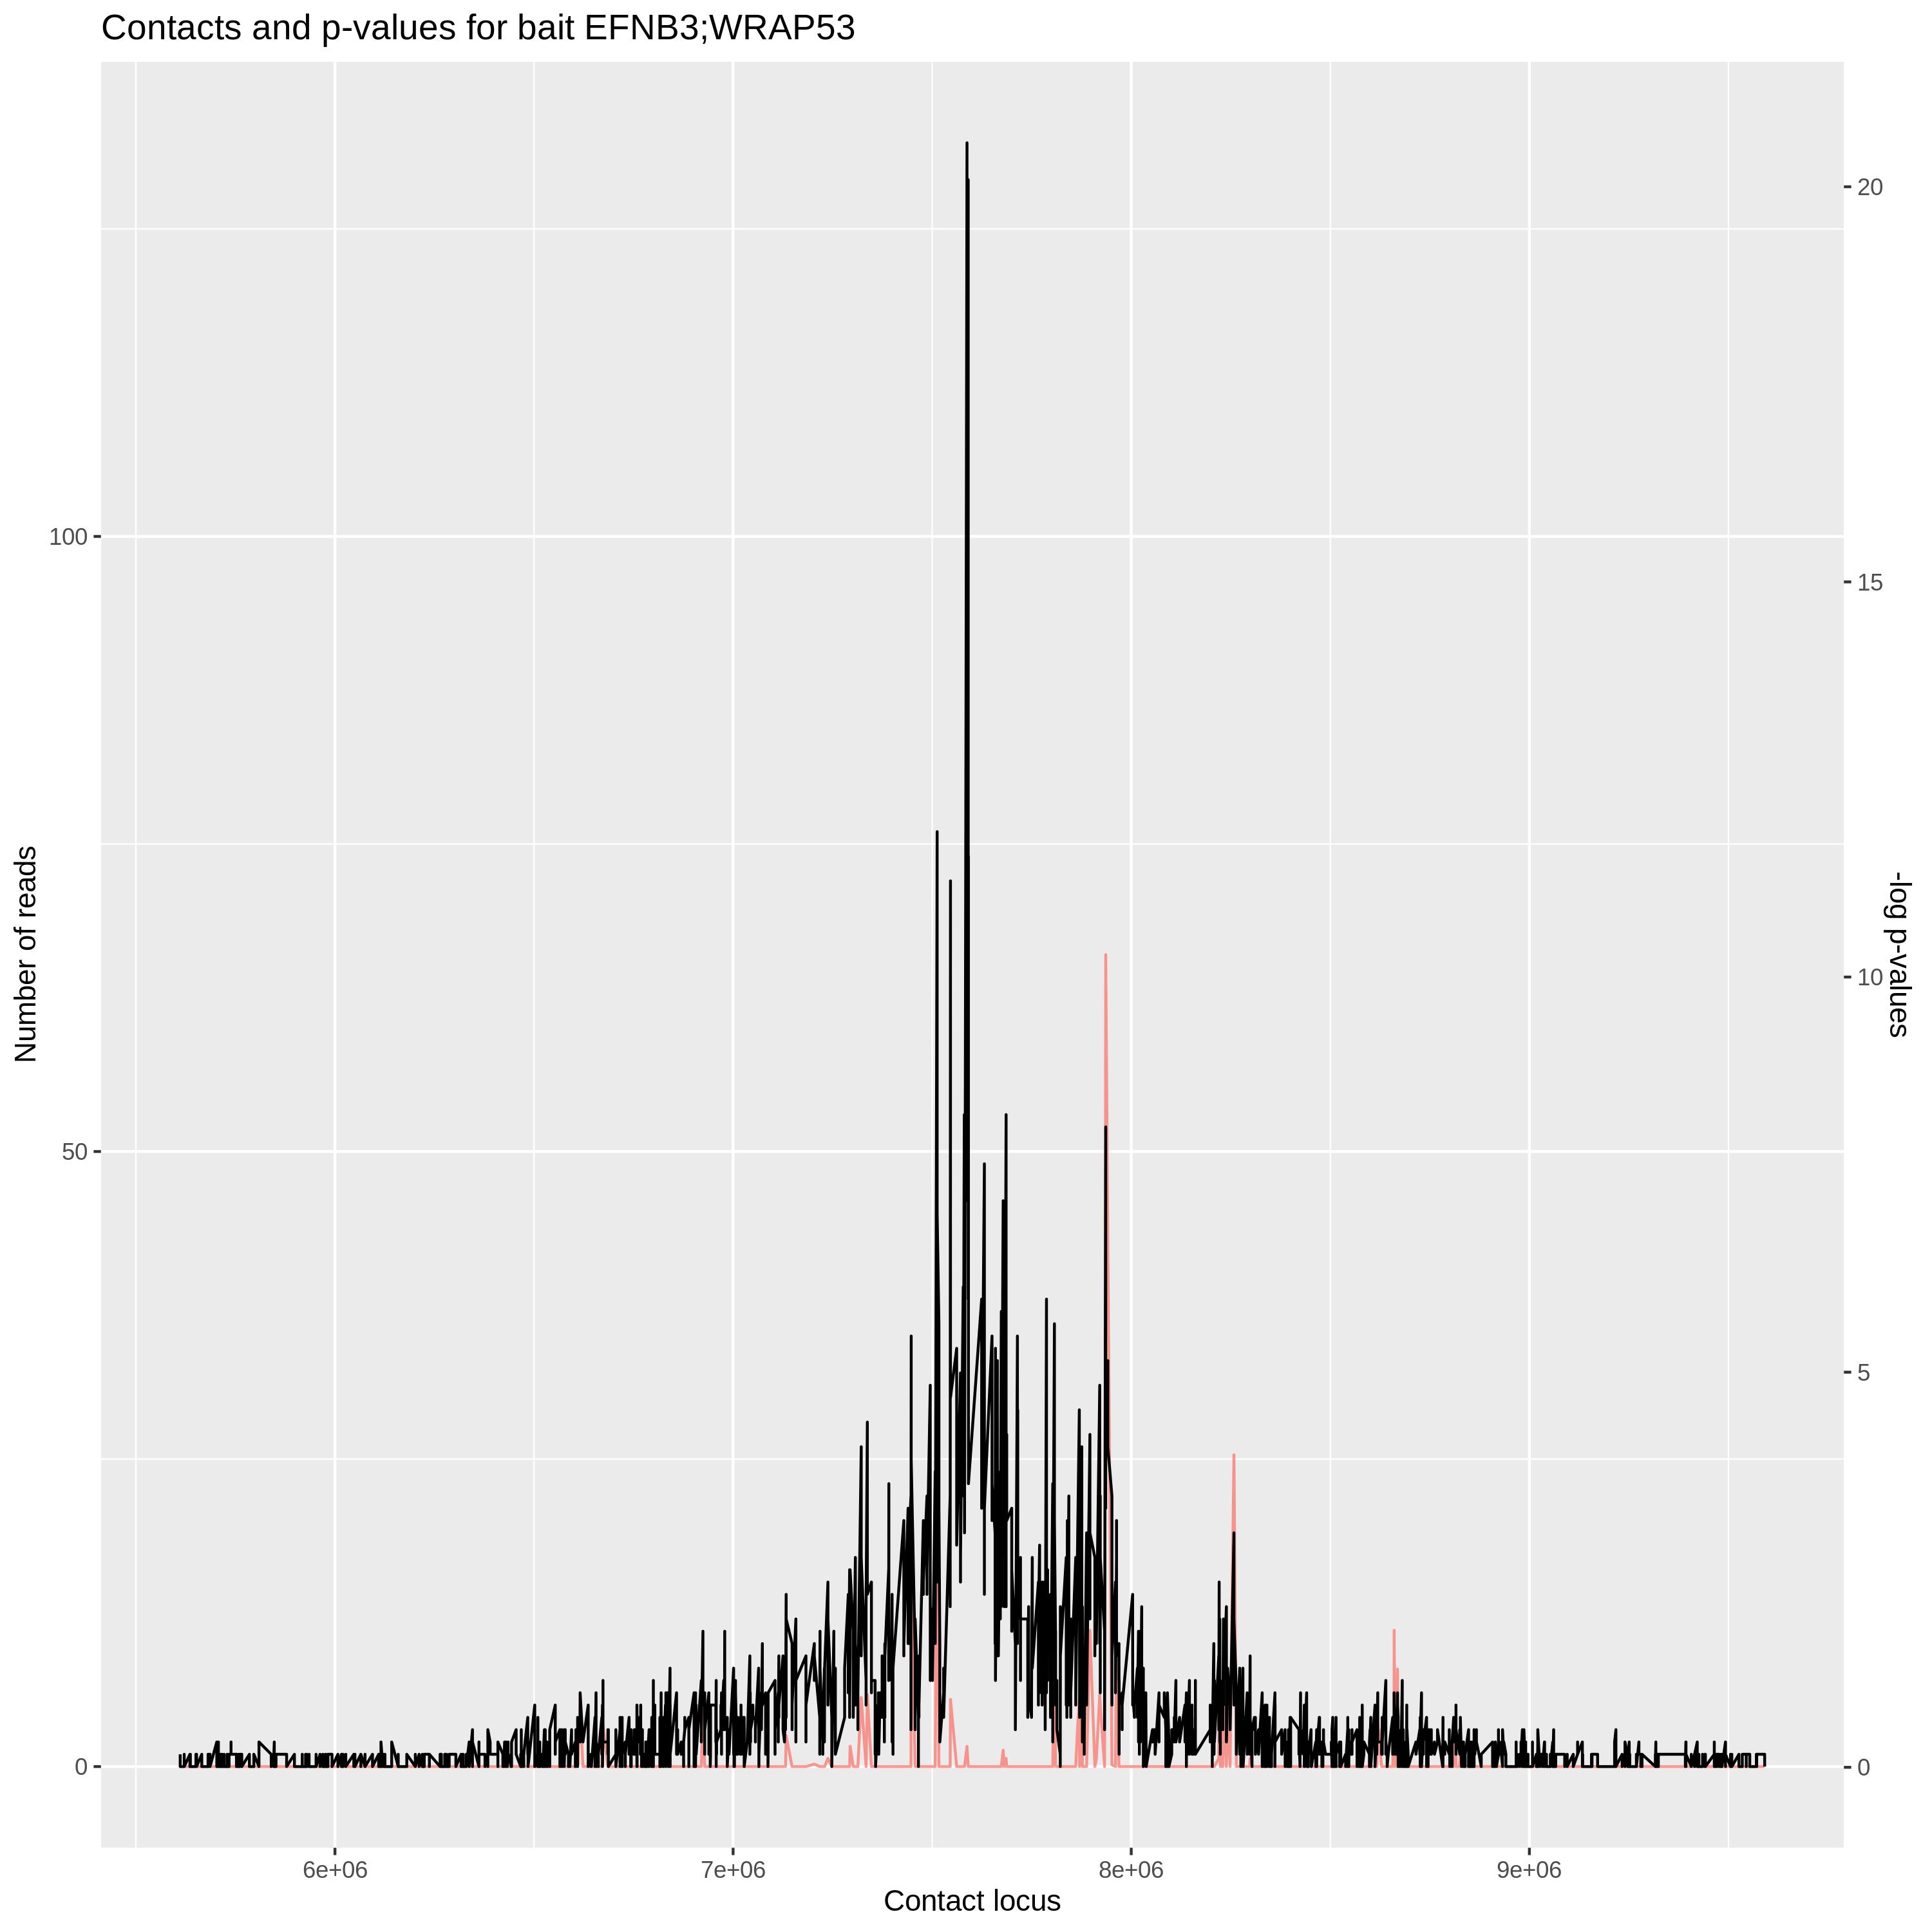 Contacts and p-values for bait EFNB3;WRAP53
Number of reads
100
50
0
20
15
10
5
0
-log p-values
6e+06
7e+06
8e+06
9e+06
Contact locus